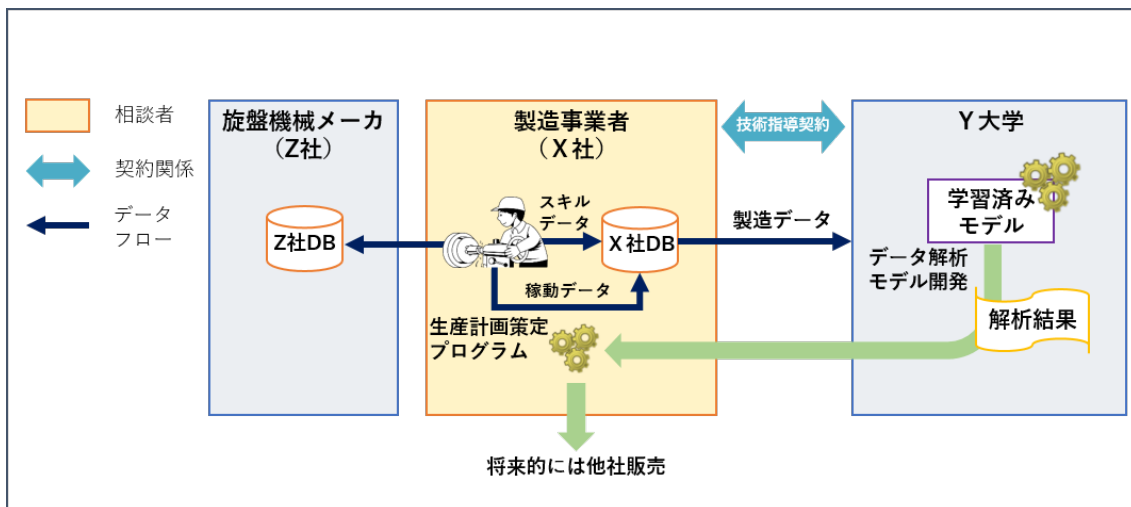 相談者
契約関係
データ
フロー
旋盤機械メーカ
（Z社）
Z社DB
製造事業者
（X社）
スキル
データ
X社DB
稼動データ
生産計画策定
プログラム
技術指導契約
製造データ
Y大学
学習済み
モデル
データ解析
モデル開発
解析結果
将来的には他社販売